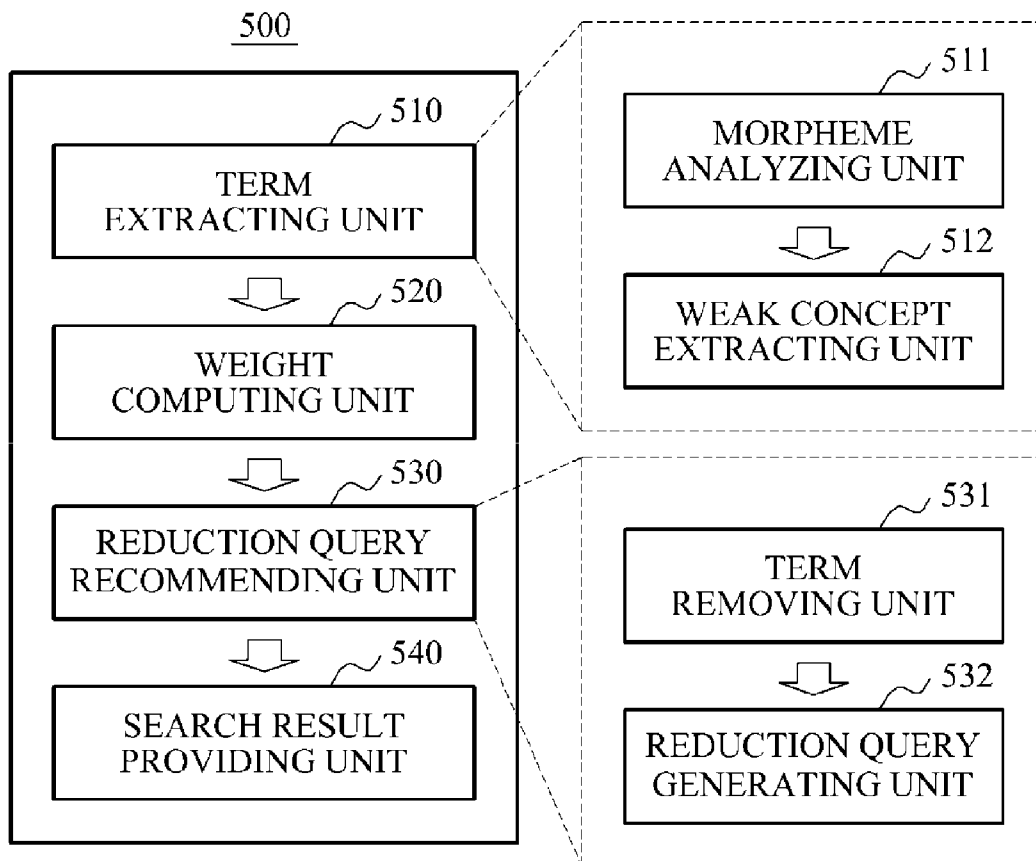 500
510
TERM
EXTRACTING UNIT
520
WEIGHT
COMPUTING UNIT
530
REDUCTION QUERY
RECOMMENDING UNIT
540
SEARCH RESULT
PROVIDING UNIT
511
MORPHEME
ANALYZING UNIT
512
WEAK CONCEPT
EXTRACTING UNIT
531
TERM
REMOVING UNIT
532
REDUCTION QUERY
GENERATING UNIT